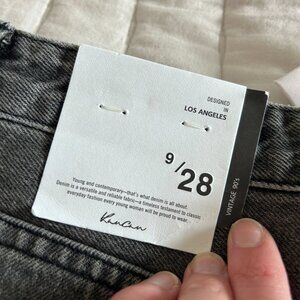 DESIGNED
IN
LOS ANGELES
9/28
Young and contemporary–that's what denim is all about.
Denim is a versatile and reliable fabric–a timeless testament to classic
everyday fashion every young woman will be proud to wear.
KanCan
VINTAGE 90's